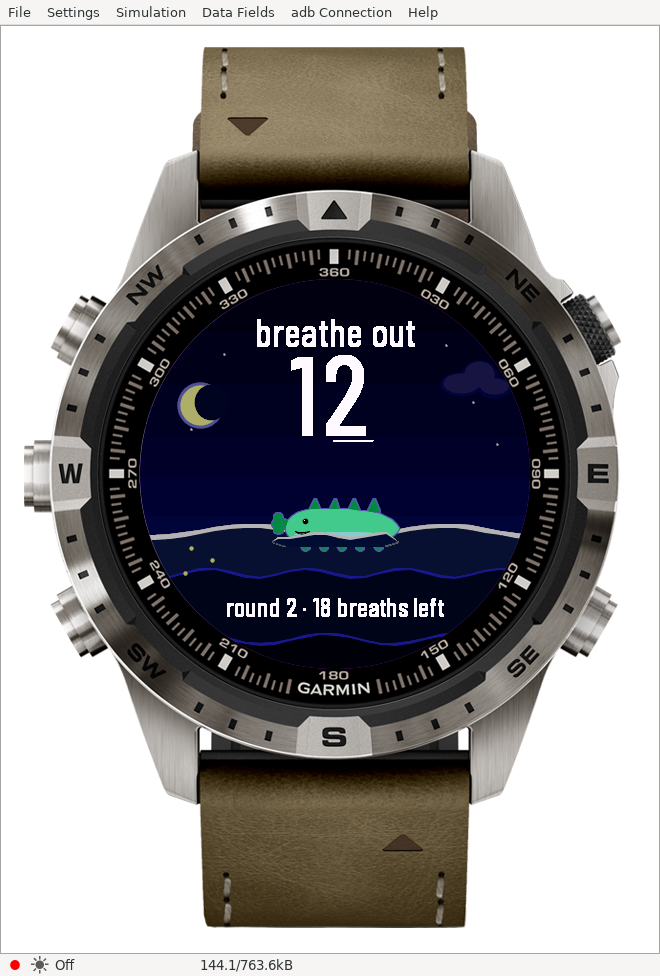 File Settings Simulation Data Fields adb Connection Help
360
330 030
NW NE
300 060
breathe out
12
270 090
W E
240 120
round 2 · 18 breaths left
210 150
SW SE
180
GARMIN
S
Off 144.1/763.6kB